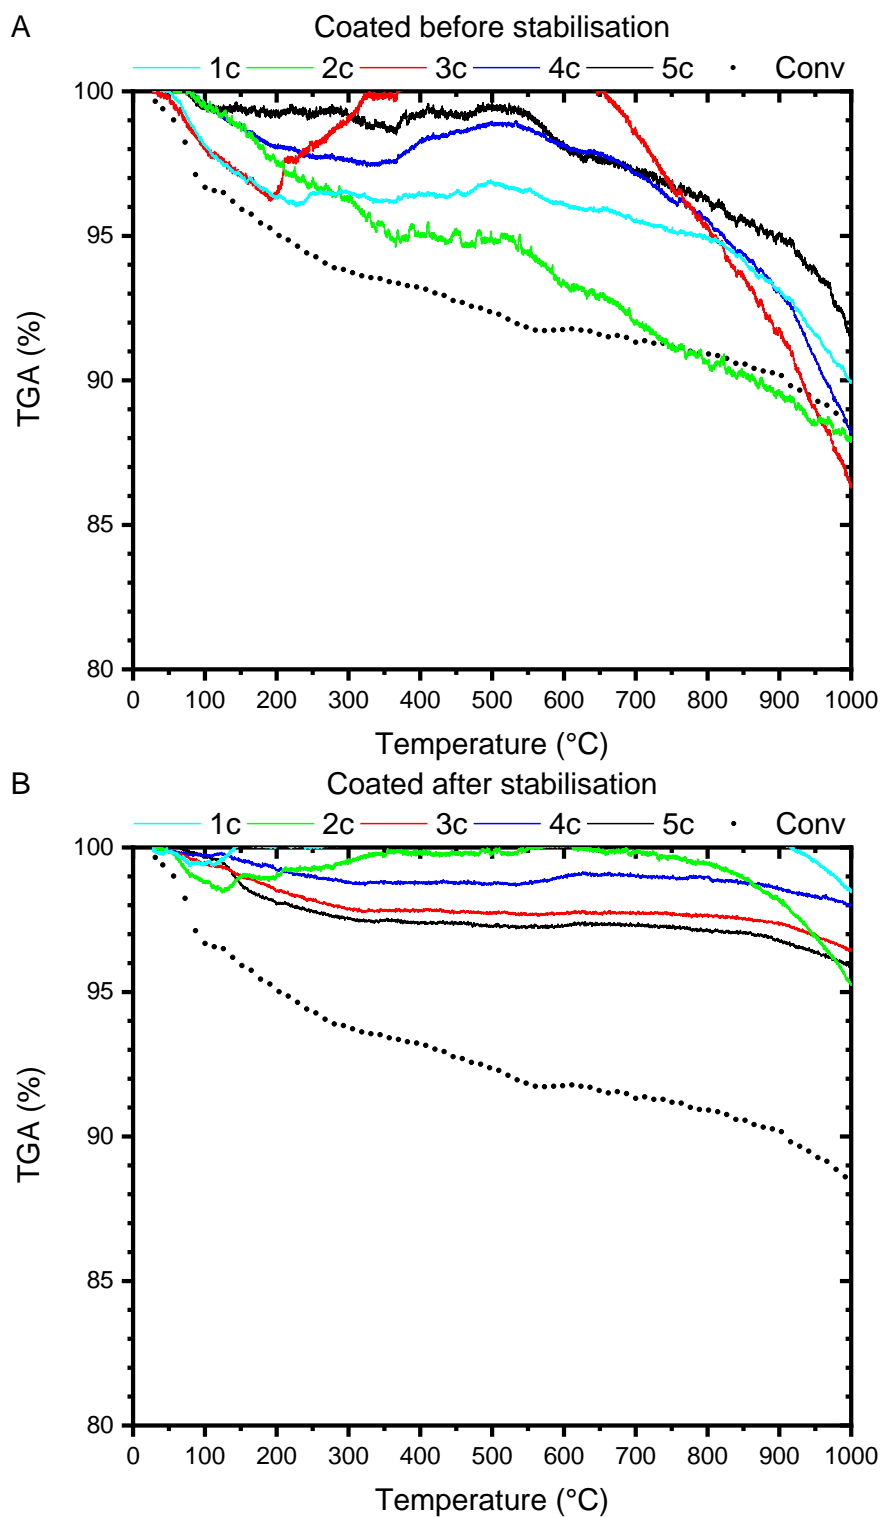 A
Coated before stabilisation
1c 2c 3c 4c 5c Conv
100
95
90
85
80
TGA (%)
0 100 200 300 400 500 600 700 800 900 1000
Temperature (°C)
B
Coated after stabilisation
1c 2c 3c 4c 5c Conv
100
95
90
85
80
TGA (%)
0 100 200 300 400 500 600 700 800 900 1000
Temperature (°C)